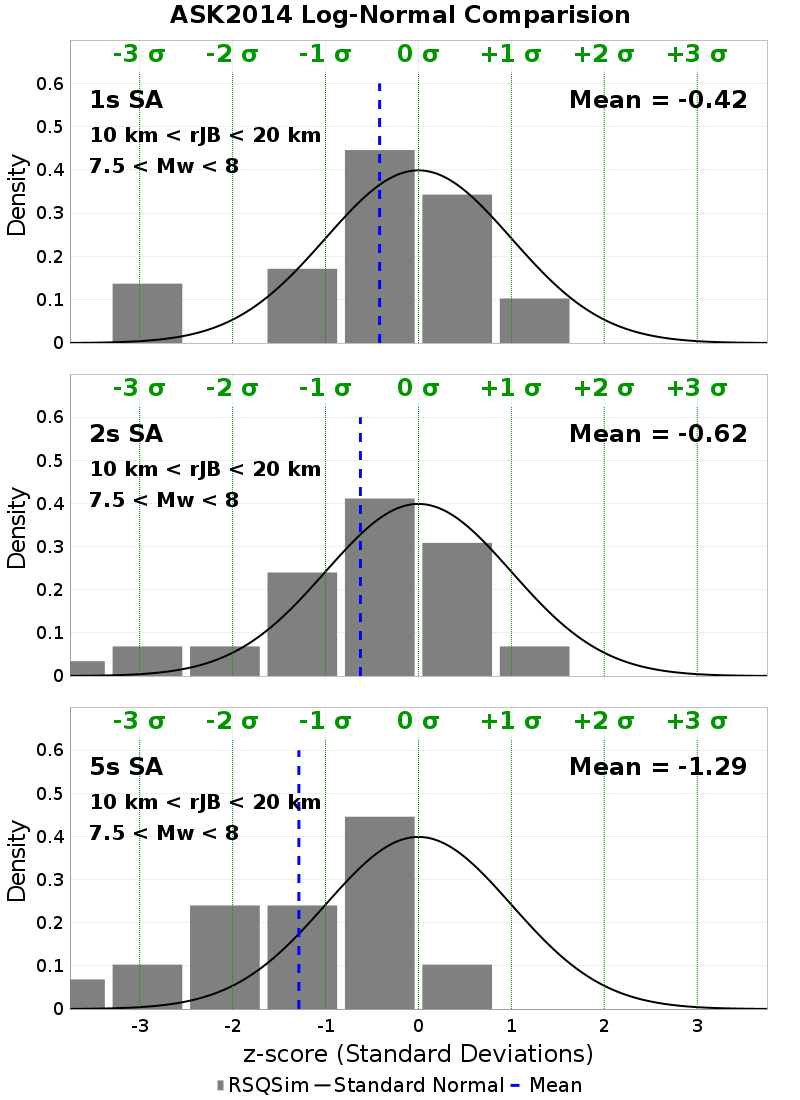 ASK2014 Log-Normal Comparision
-3 σ -2 σ -1 σ 0 σ +1 σ +2 σ +3 σ
1s SA
Mean = -0.42
10 km < rJB < 20 km
7.5 < Mw < 8
Density
0.6
0.5
0.4
0.3
0.2
0.1
0
-3 σ -2 σ -1 σ 0 σ +1 σ +2 σ +3 σ
2s SA
Mean = -0.62
10 km < rJB < 20 km
7.5 < Mw < 8
Density
0.6
0.5
0.4
0.3
0.2
0.1
0
-3 σ -2 σ -1 σ 0 σ +1 σ +2 σ +3 σ
5s SA
Mean = -1.29
10 km < rJB < 20 km
7.5 < Mw < 8
Density
0.6
0.5
0.4
0.3
0.2
0.1
0
-3 -2 -1 0 1 2 3
z-score (Standard Deviations)
RSQSim Standard Normal Mean